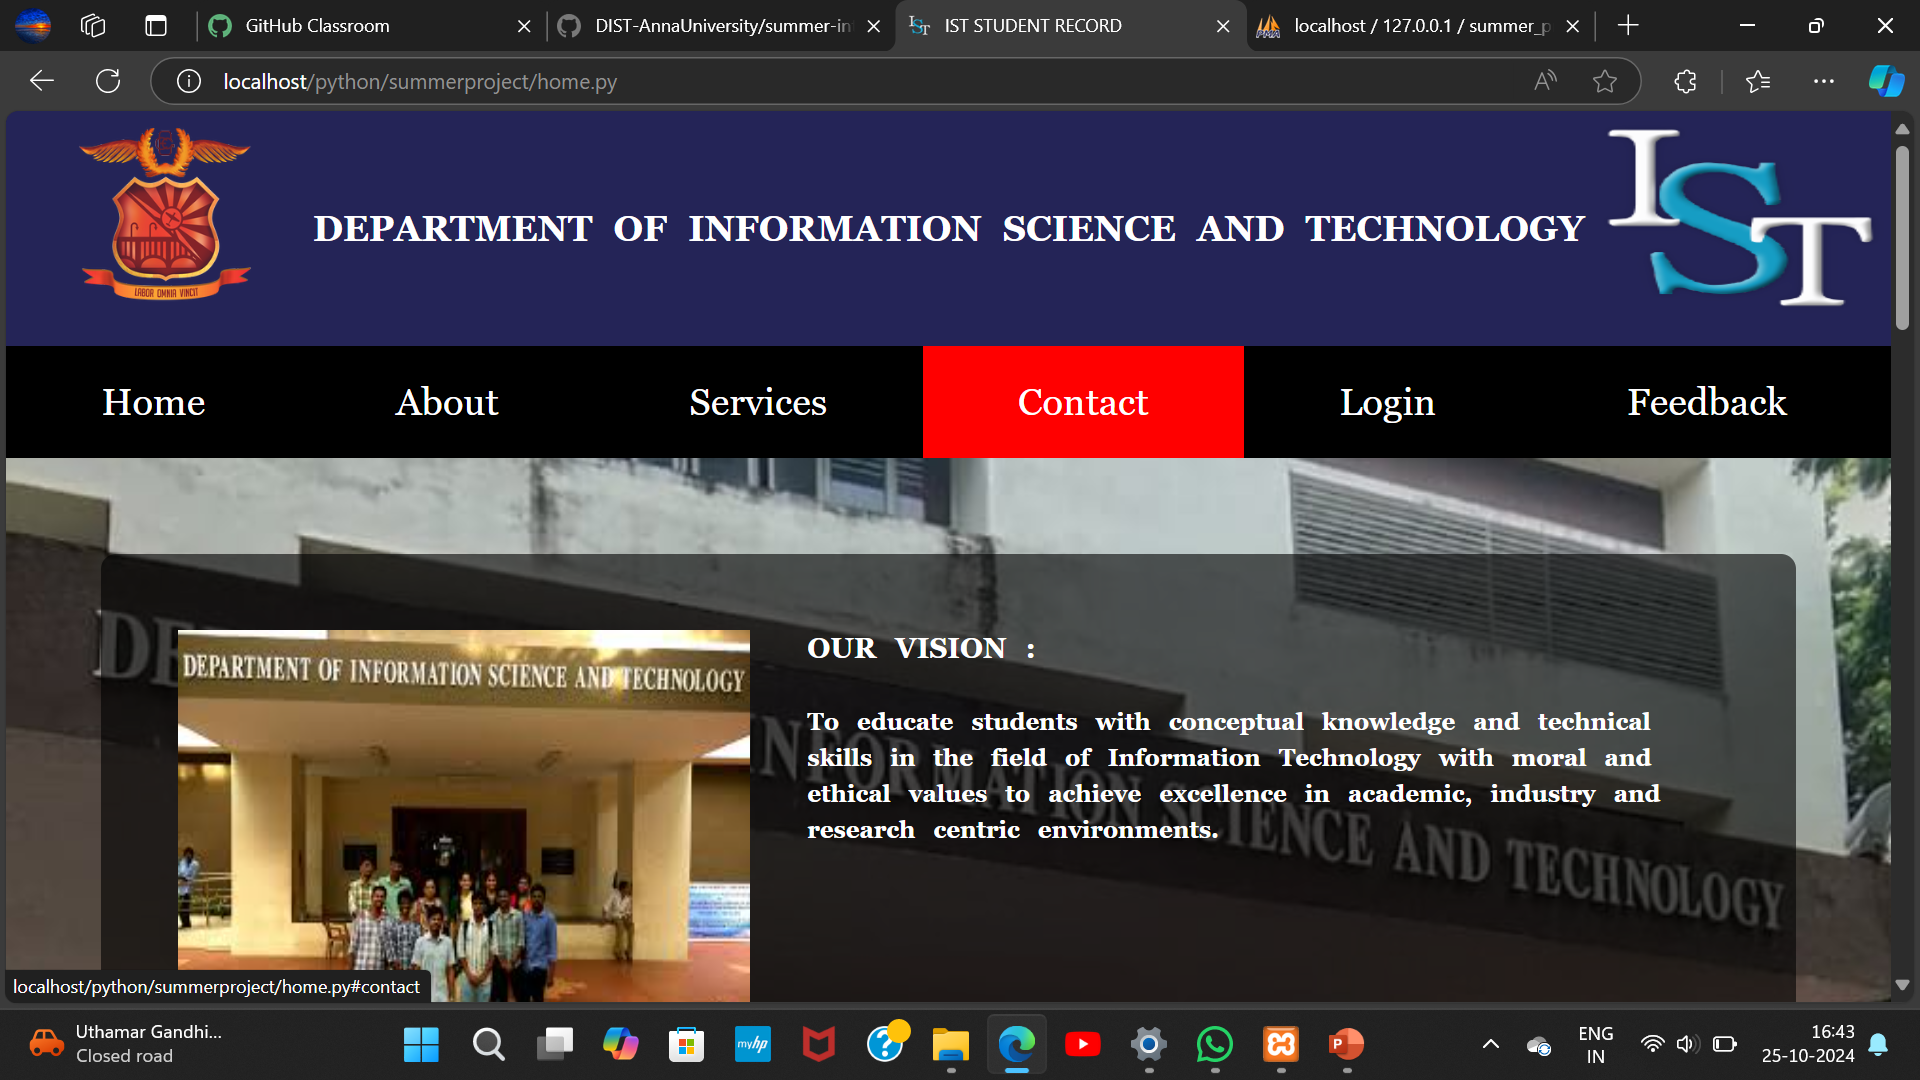 GitHub Classroom
DIST-AnnaUniversity/summer-in
IST STUDENT RECORD
localhost / 127.0.0.1 / summer_p
localhost/python/summerproject/home.py
LABOR OMNIA VINCIT
DEPARTMENT OF INFORMATION SCIENCE AND TECHNOLOGY
IST
Home
About
Services
Contact
Login
Feedback
DEPARTMENT OF INFORMATION SCIENCE AND TECHNOLOGY
OUR VISION :
To educate students with conceptual knowledge and technical
skills in the field of Information Technology with moral and
ethical values to achieve excellence in academic, industry and
research centric environments.
INFORMATION SCIENCE AND TECHNOLOGY
localhost/python/summerproject/home.py#contact
Uthamar Gandhi...
Closed road
myhp
ENG
IN
16:43
25-10-2024